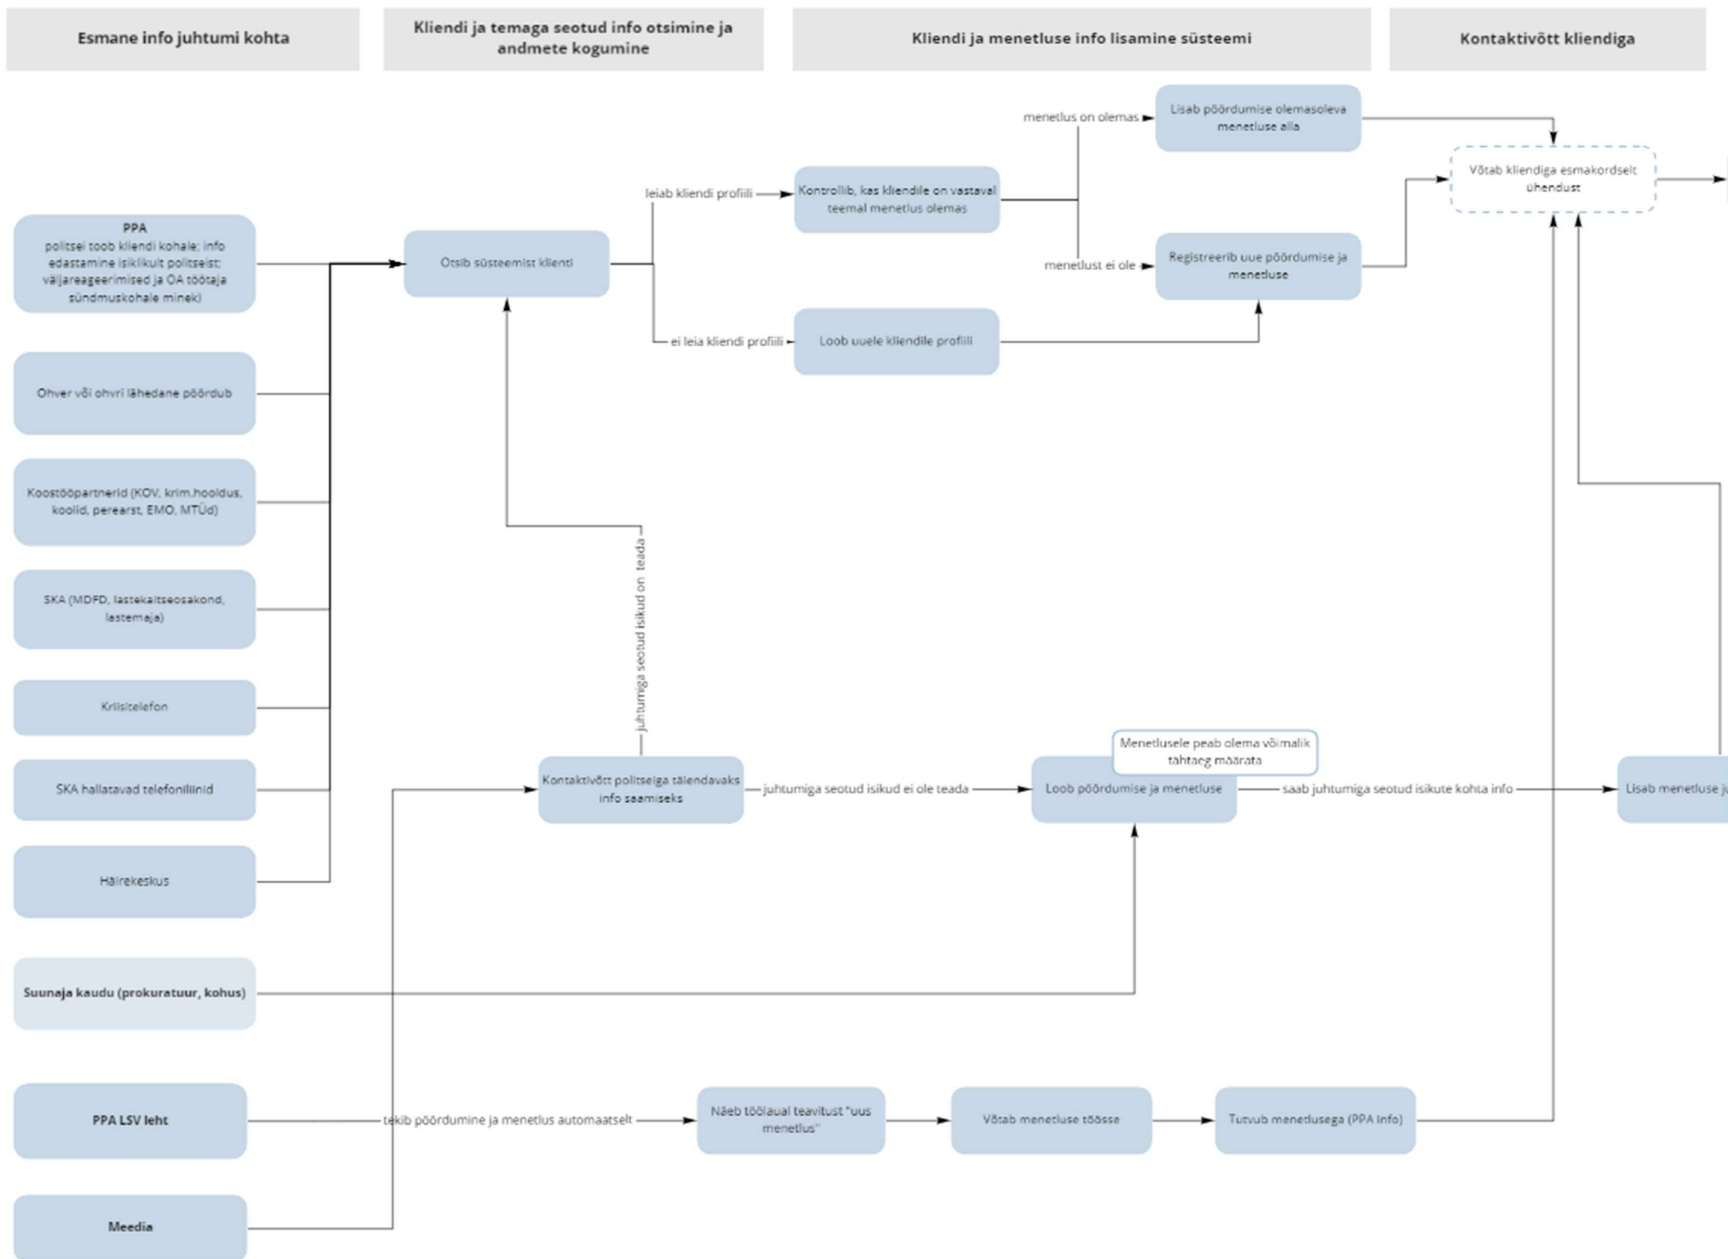 Esmane info juhtumi kohta
Kliendi ja temaga seotud info otsimine ja
andmete kogumine
Kliendi ja menetluse info lisamine süsteemi
Kontaktivõtt kliendiga
menetlus on olemas
Lisab pöördumise olemasoleva
menetluse alla
Võtab kliendiga esmakordselt
ühendust
leiab kliendi profiili
Kontrollib, kas kliendile on vastaval
teemal menetlus olemas
PPA
politsei toob kliendi kohale; info
edastamine isiklikult politseist;
väljareageerimised ja OA töötaja
sündmuskohale minek)
Otsib süsteemist klienti
menetlust ei ole
Registreerib uue pöördumise ja
menetluse
ei leia kliendi profiili
Loob uuele kliendile profiili
Ohver või ohvri lähedane pöördub
Koostööpartnerid (KOV, krim.hooldus,
koolid, perearst, EMO, MTÜd)
SKA (MDFD, lastekaitseosakond,
lastemaja)
juhtumiga seotud isikud on teada
Kriisitelefon
Menetlusele peab olema võimalik
tähtaeg määrata
SKA hallatavad telefoniliinid
Kontaktivõtt politseiga täiendavaks
info saamiseks
juhtumiga seotud isikud ei ole teada
Loob pöördumise ja menetluse
saab juhtumiga seotud isikute kohta info
Lisab menetluse ju
Häirekeskus
Suunaja kaudu (prokuratuur, kohus)
PPA LSV leht
tekib pöördumine ja menetlus automaatselt
Näeb töölaual teavitust "uus
menetlus"
Võtab menetluse töösse
Tutvub menetlusega (PPA info)
Meedia